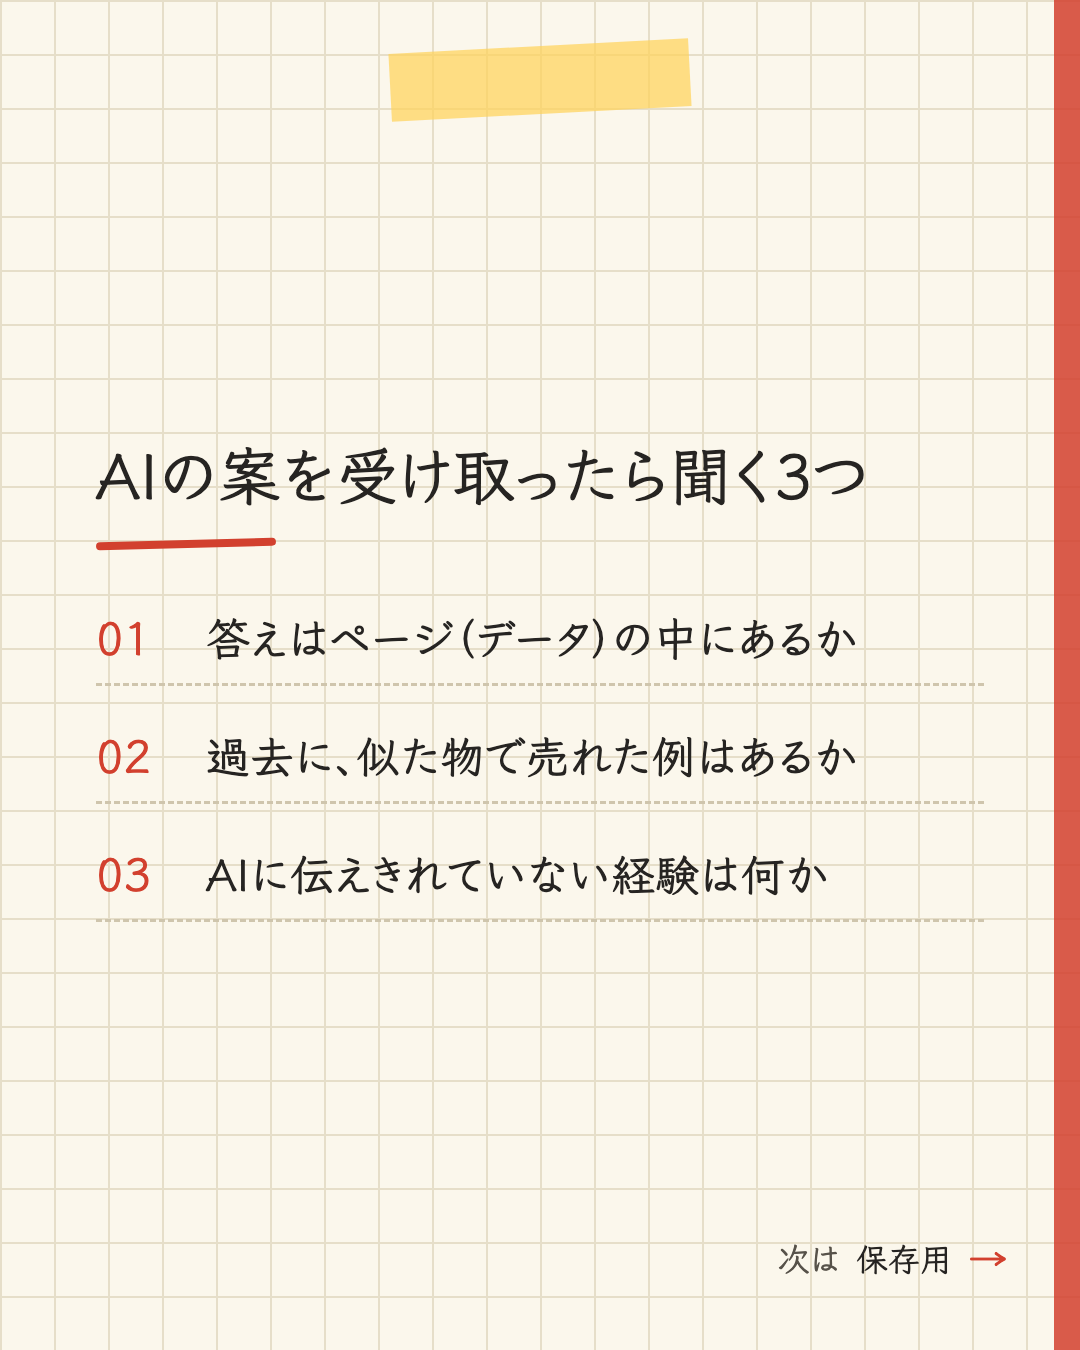 AIの案を受け取ったら聞く3つ
01 答えはページ(データ)の中にあるか
02 過去に、似た物で売れた例はあるか
03 AIに伝えきれていない経験は何か
次は 保存用 →